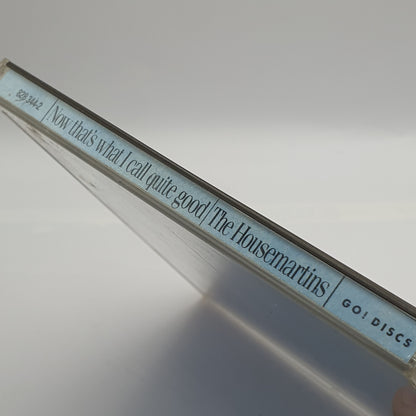 828 344-2 Now that's what I call quite good The Housemartins GO! DISCS